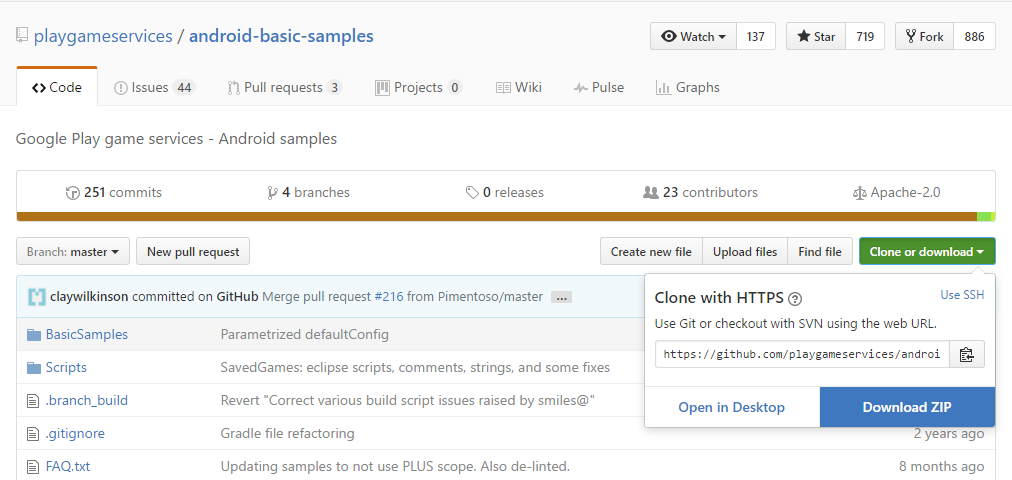 playgameservices / android-basic-samples Watch 137 Star 719 Fork 886
Code Issues 44 Pull requests 3 Projects 0 Wiki Pulse Graphs
Google Play game services - Android samples
251 commits 4 branches 0 releases 23 contributors Apache-2.0
Branch: master New pull request Create new file Upload files Find file Clone or download
claywilkinson committed on GitHub Merge pull request #216 from Pimentoso/master ...
Clone with HTTPS ? Use SSH
Use Git or checkout with SVN using the web URL.
https://github.com/playgameservices/androi
Open in Desktop Download ZIP
BasicSamples Parametrized defaultConfig
Scripts SavedGames: eclipse scripts, comments, strings, and some fixes
.branch_build Revert "Correct various build script issues raised by smiles@"
.gitignore Gradle file refactoring 2 years ago
FAQ.txt Updating samples to not use PLUS scope. Also de-linted. 8 months ago